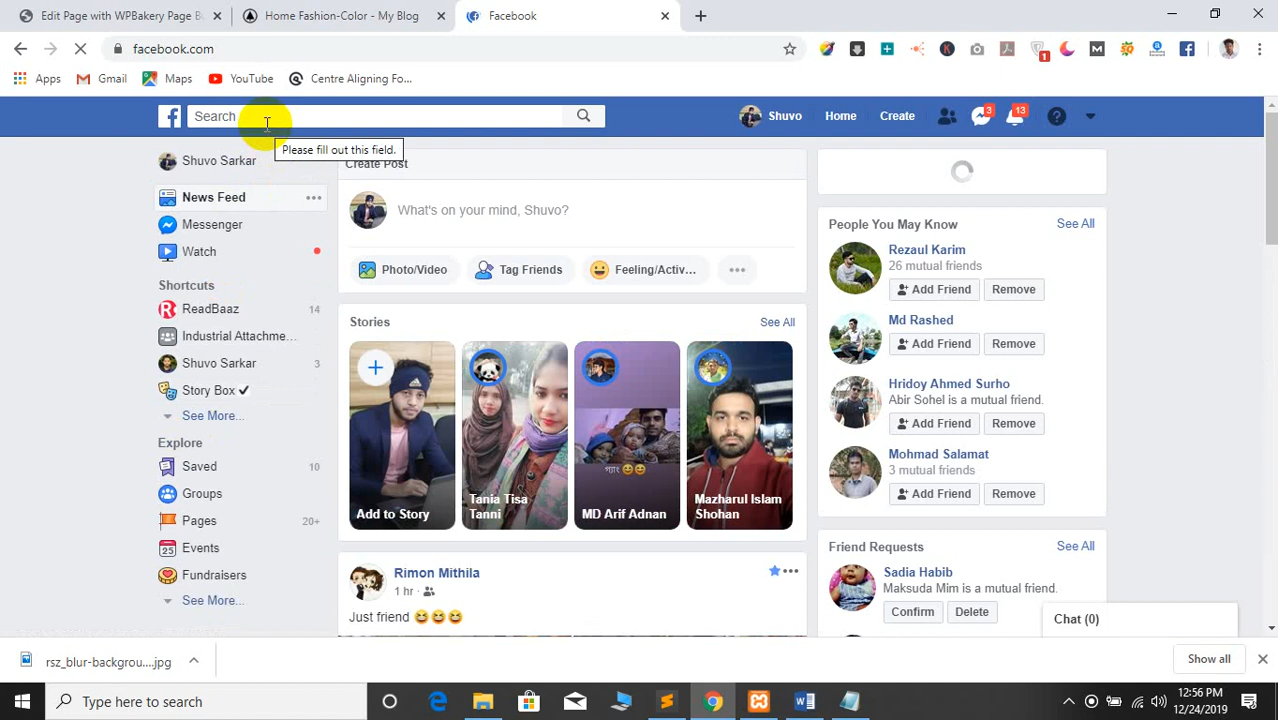 Edit Page with WPBakery Page B
Home Fashion-Color - My Blog
Facebook
facebook.com
1
Apps
Gmail
Maps
YouTube
Centre Aligning Fo...
Search
Shuvo
Home
Create
3
13
Please fill out this field.
Shuvo Sarkar
News Feed
Messenger
Watch
Shortcuts
ReadBaaz 14
Industrial Attachme...
Shuvo Sarkar 3
Story Box
See More...
Explore
Saved 10
Groups
Pages 20+
Events
Fundraisers
See More...
Create Post
What's on your mind, Shuvo?
Photo/Video
Tag Friends
Feeling/Activ...
Stories
See All
Add to Story
Tania Tisa
Tanni
গ্যাং 😆😆
MD Arif Adnan
Mazharul Islam
Shohan
Rimon Mithila
1 hr ·
Just friend 😆😆😆
People You May Know
See All
Rezaul Karim
26 mutual friends
Add Friend Remove
Md Rashed
Add Friend Remove
Hridoy Ahmed Surho
Abir Sohel is a mutual friend.
Add Friend Remove
Mohmad Salamat
3 mutual friends
Add Friend Remove
Friend Requests
See All
Sadia Habib
Maksuda Mim is a mutual friend.
Confirm Delete
Chat (0)
rsz_blur-backgrou....jpg
Show all
Type here to search
12:56 PM
12/24/2019